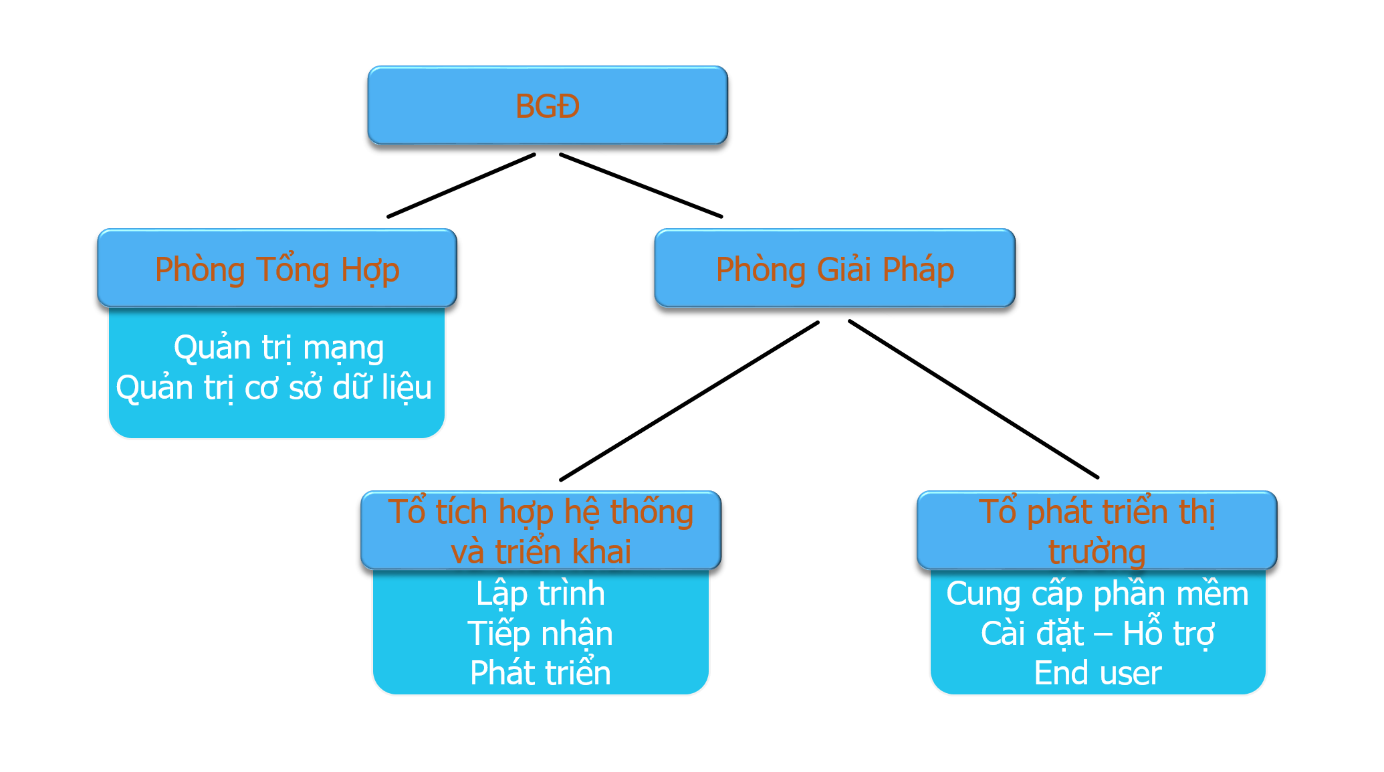 BGĐ
Phòng Tổng Hợp
Phòng Giải Pháp
Quản trị mạng
Quản trị cơ sở dữ liệu
Tổ tích hợp hệ thống
và triển khai
Lập trình
Tiếp nhận
Phát triển
Tổ phát triển thị
trường
Cung cấp phần mềm
Cài đặt – Hỗ trợ
End user